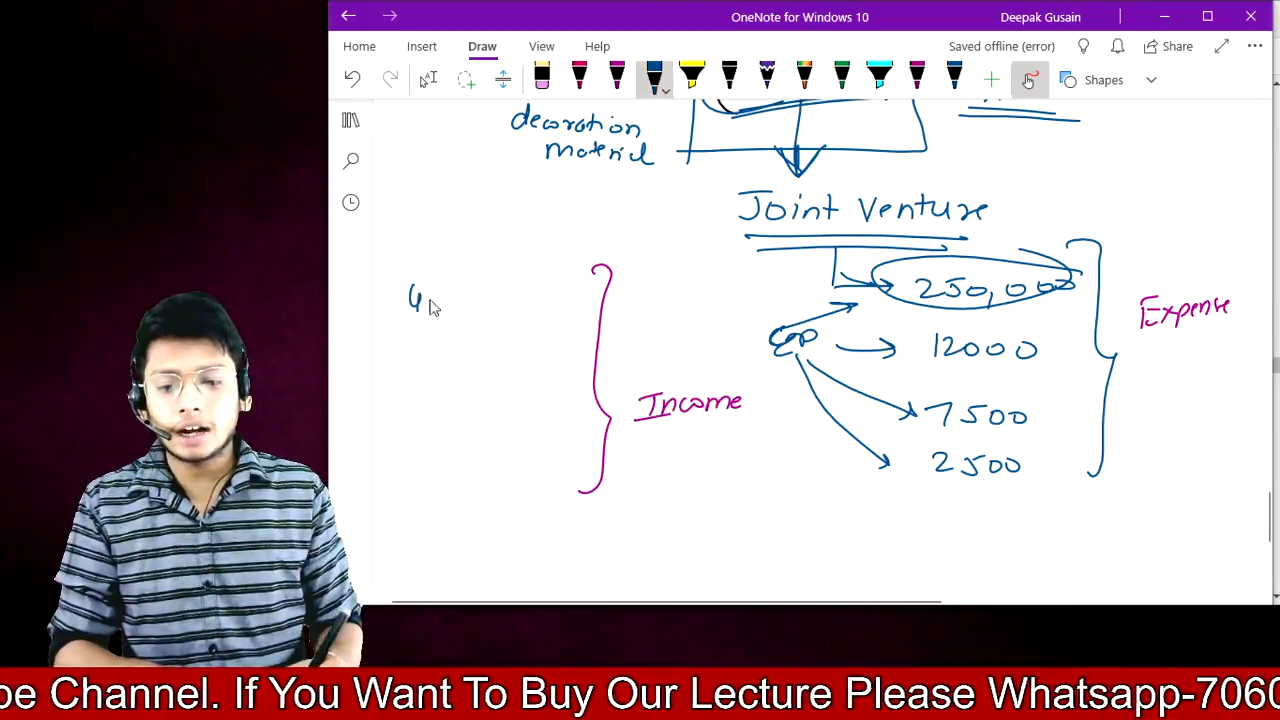 OneNote for Windows 10
Deepak Gusain
Home Insert Draw View Help
Saved offline (error) Share
Shapes
decoration
material
Joint Venture
250,000
12000
7500
2500
Expense
Income
4
be Channel. If You Want To Buy Our Lecture Please Whatsapp-7060